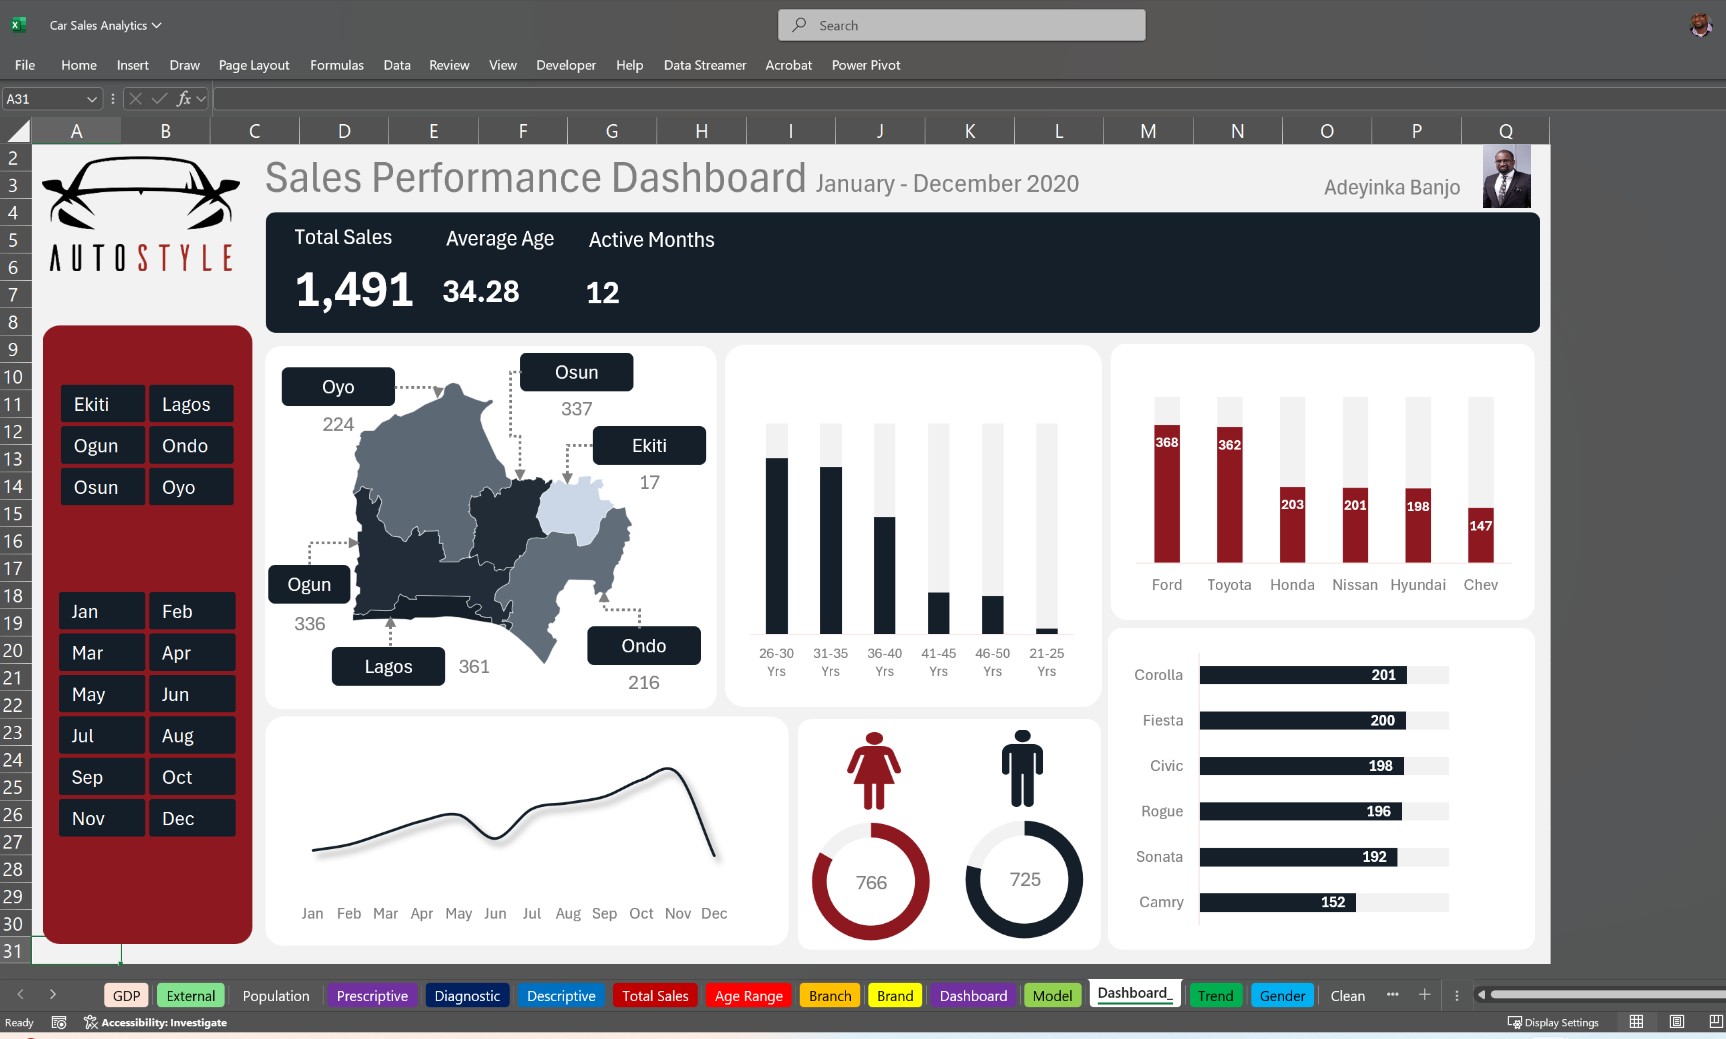 Car Sales Analytics
Search
File Home Insert Draw Page Layout Formulas Data Review View Developer Help Data Streamer Acrobat Power Pivot
A31 fx
A B C D E F G H I J K L M N O P Q
2
3
4
5
6
7
8
9
10
11
12
13
14
15
16
17
18
19
20
21
22
23
24
25
26
27
28
29
30
31
AUTOSTYLE
Sales Performance Dashboard January - December 2020
Adeyinka Banjo
Total Sales Average Age Active Months
1,491 34.28 12
Ekiti Lagos
Ogun Ondo
Osun Oyo
Jan Feb
Mar Apr
May Jun
Jul Aug
Sep Oct
Nov Dec
Oyo
224
Osun
337
Ekiti
17
Ogun
336
Lagos 361
Ondo
216
26-30 31-35 36-40 41-45 46-50 21-25
Yrs Yrs Yrs Yrs Yrs Yrs
368 362 203 201 198 147
Ford Toyota Honda Nissan Hyundai Chev
Jan Feb Mar Apr May Jun Jul Aug Sep Oct Nov Dec
766 725
Corolla 201
Fiesta 200
Civic 198
Rogue 196
Sonata 192
Camry 152
GDP External Population Prescriptive Diagnostic Descriptive Total Sales Age Range Branch Brand Dashboard Model Dashboard_ Trend Gender Clean
Ready Accessibility: Investigate Display Settings